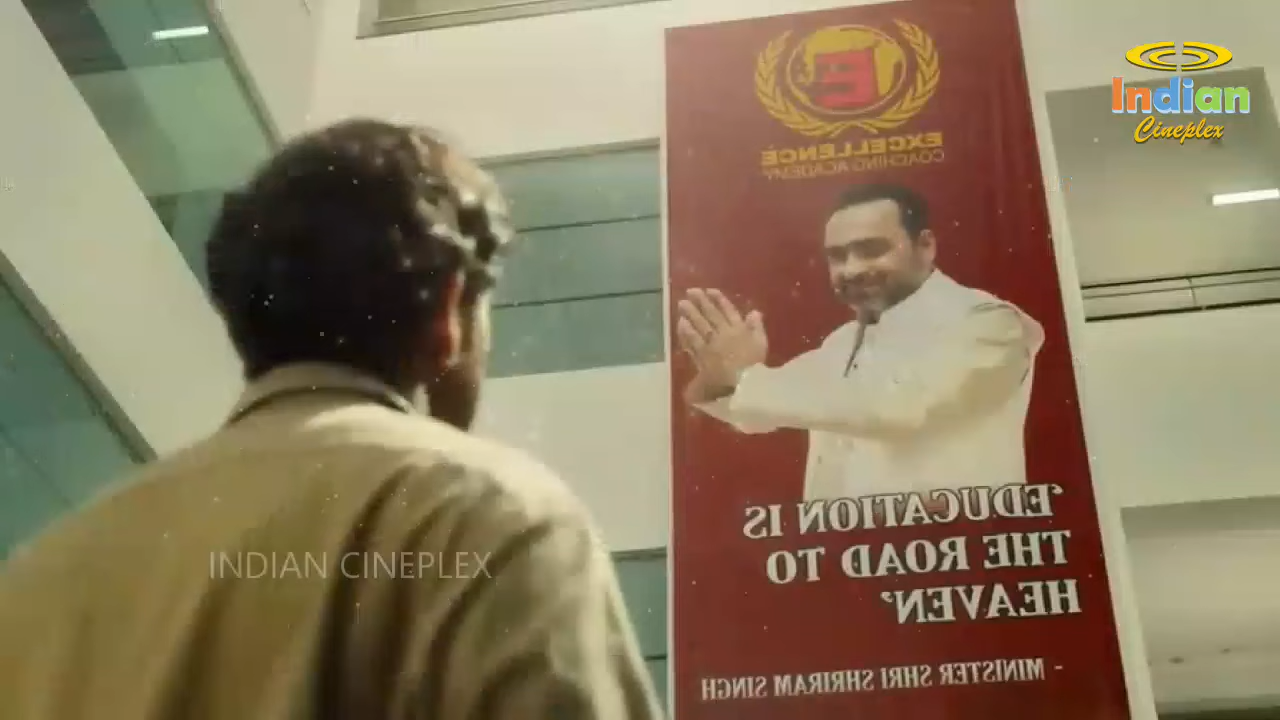 Indian
Cineplex
EXCELLENCE
COACHING ACADEMY
'EDUCATION IS
THE ROAD TO
HEAVEN'
- MINISTER SHRI SHRIRAM SINGH
INDIAN CINEPLEX